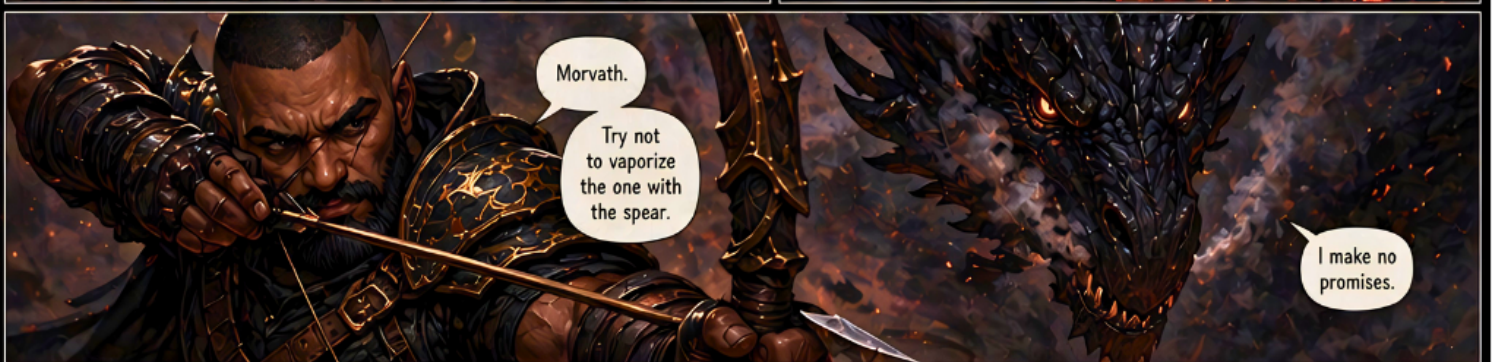 Morvath.
Try not
to vaporize
the one with
the spear.
I make no
promises.